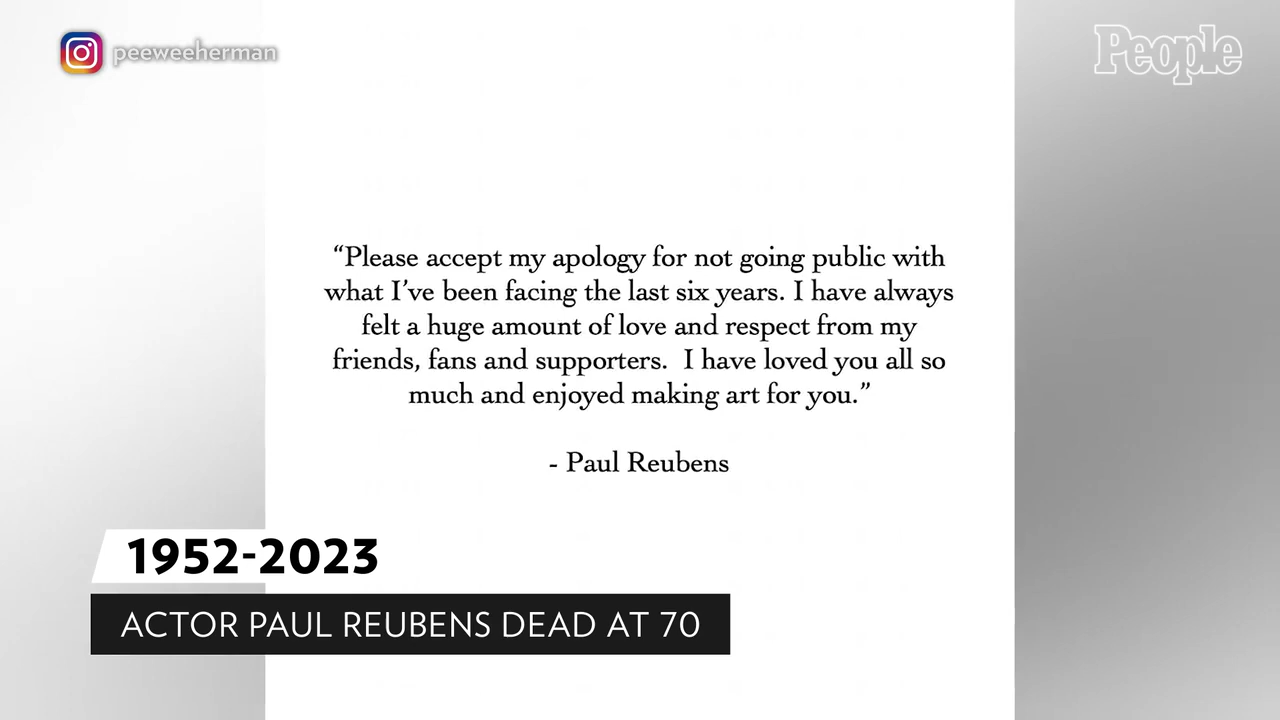 peeweeherman
People
“Please accept my apology for not going public with
what I’ve been facing the last six years. I have always
felt a huge amount of love and respect from my
friends, fans and supporters.  I have loved you all so
much and enjoyed making art for you.”
- Paul Reubens
1952-2023
ACTOR PAUL REUBENS DEAD AT 70